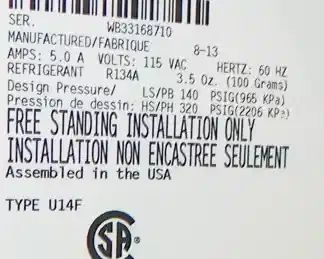 SER. WB33168710
MANUFACTURED/FABRIQUE 8-13
AMPS: 5.0 A VOLTS: 115 VAC HERTZ: 60 HZ
REFRIGERANT R134A 3.5 Oz. (100 Grams)
Design Pressure/ LS/PB 140 PSIG(965 KPa)
Pression de dessin: HS/PH 320 PSIG(2206 KPa)
FREE STANDING INSTALLATION ONLY
INSTALLATION NON ENCASTREE SEULEMENT
Assembled in the USA
TYPE U14F
SA
®